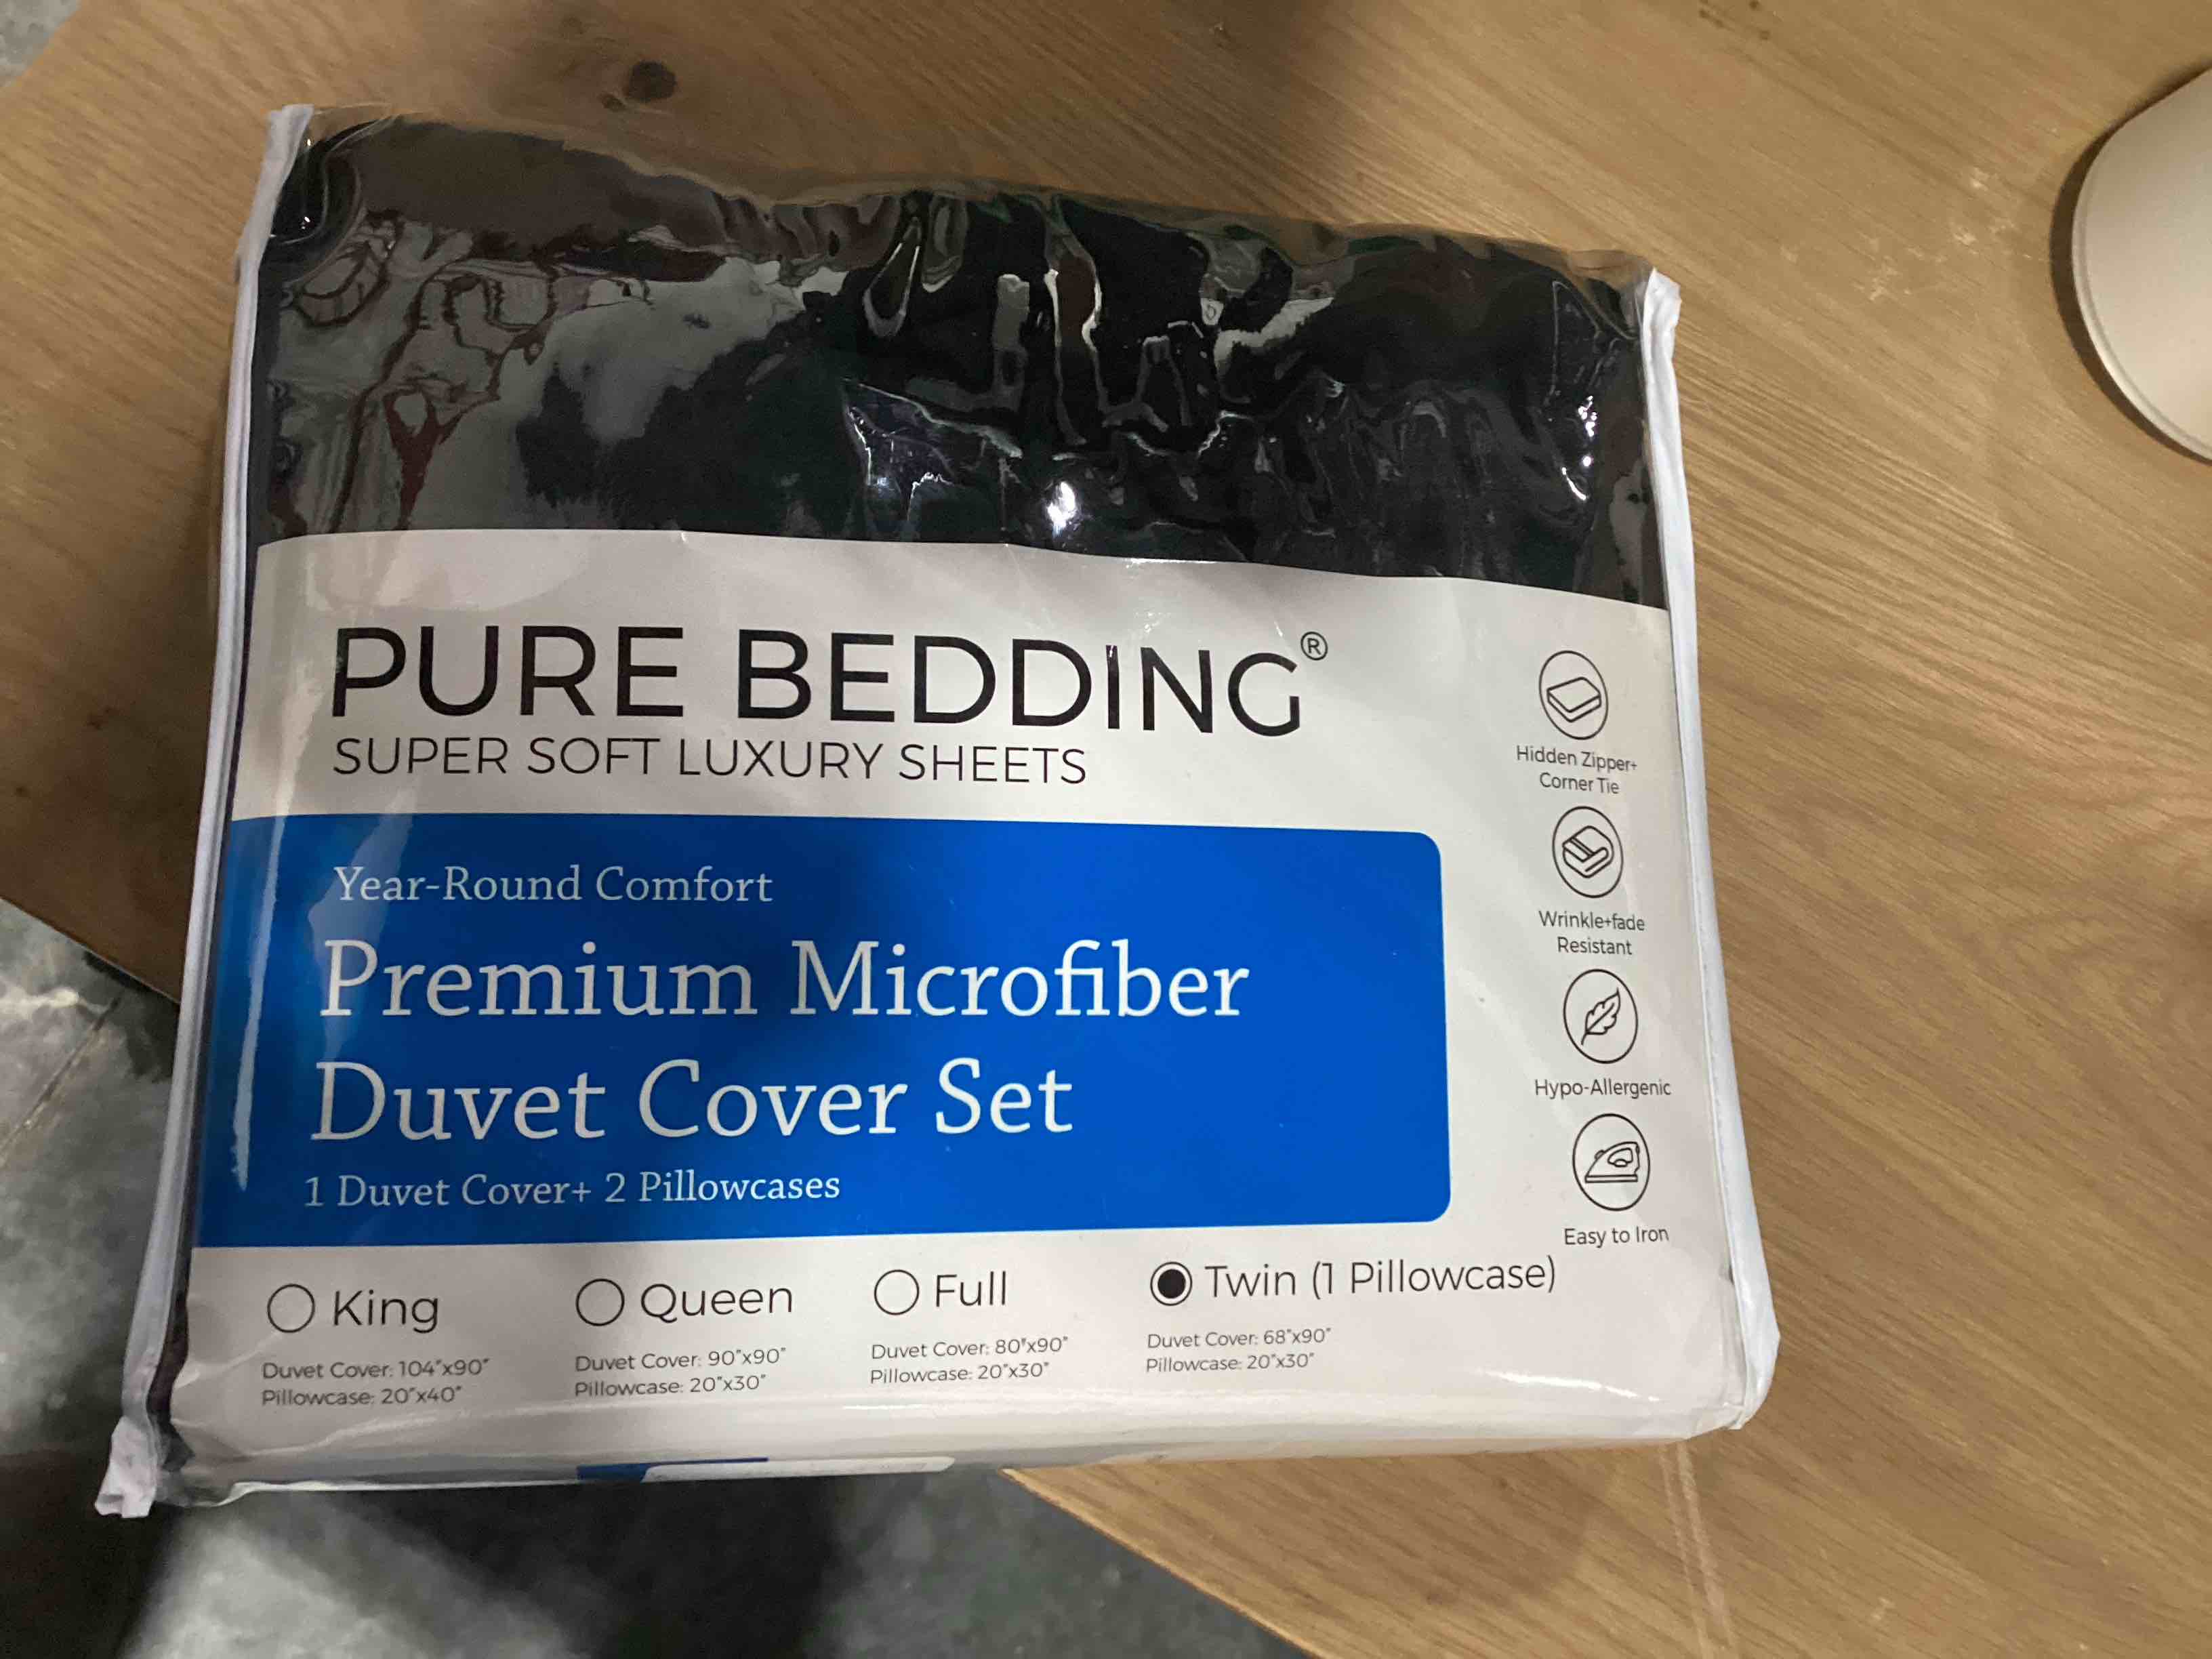 PURE BEDDING®
SUPER SOFT LUXURY SHEETS
Hidden Zipper+
Corner Tie
Wrinkle+fade
Resistant
Hypo-Allergenic
Easy to Iron
Year-Round Comfort
Premium Microfiber
Duvet Cover Set
1 Duvet Cover+ 2 Pillowcases
King
Duvet Cover: 104"x90"
Pillowcase: 20"x40"
Queen
Duvet Cover: 90"x90"
Pillowcase: 20"x30"
Full
Duvet Cover: 80"x90"
Pillowcase: 20"x30"
Twin (1 Pillowcase)
Duvet Cover: 68"x90"
Pillowcase: 20"x30"